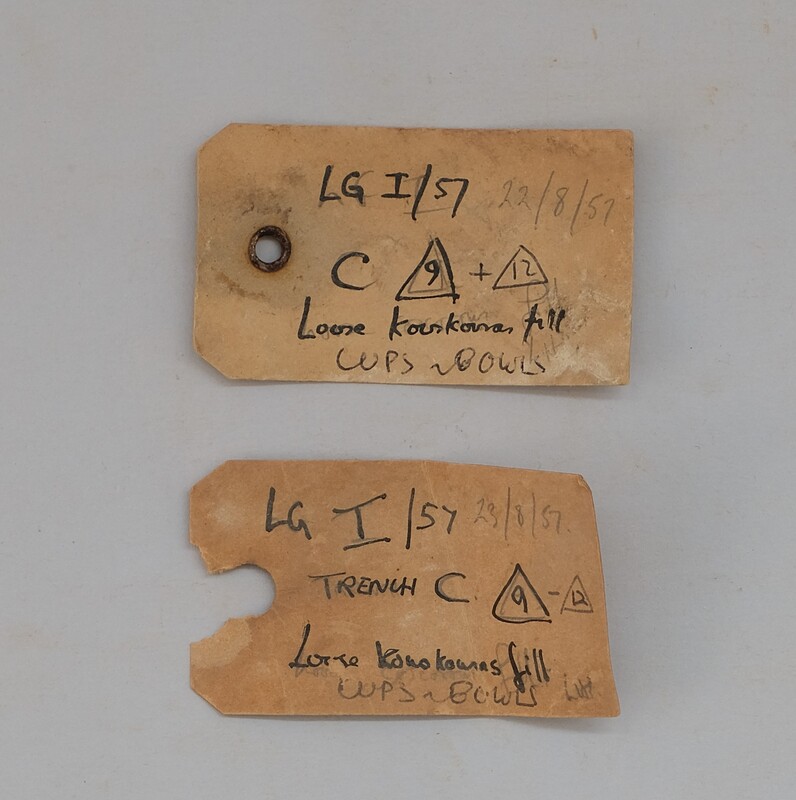 LG I/57 22/8/57
C 9 + 12
Loose Kouskouras fill
CUPS ~ BOWLS
LG I/57 23/8/57.
TRENCH C. 9 - 12
Loose Kouskouras fill
CUPS ~ BOWLS